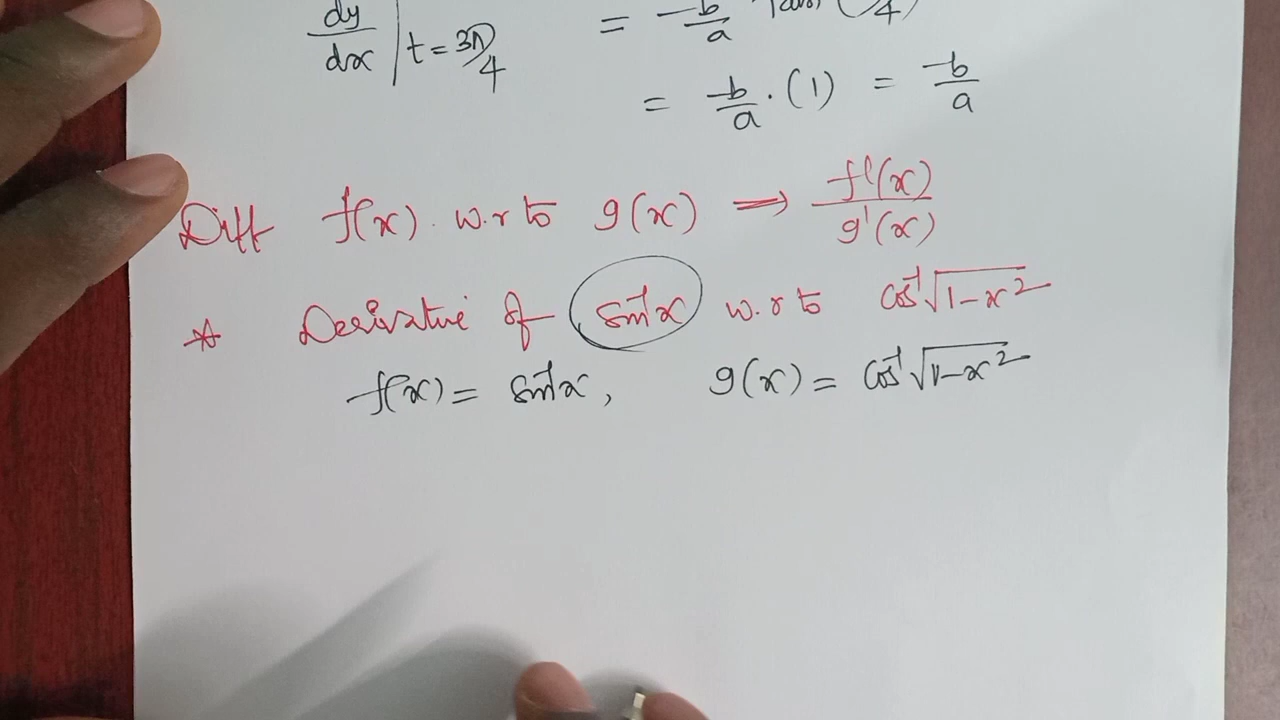 dy/dx | t = 3π/4 = -b/a
= -b/a · (1) = -b/a
Diff f(x) w.r to g(x) ⇒ f'(x)/g'(x)
* Derivative of sin⁻¹x w.r to cos⁻¹√1-x²
f(x) = sin⁻¹x, g(x) = cos⁻¹√1-x²